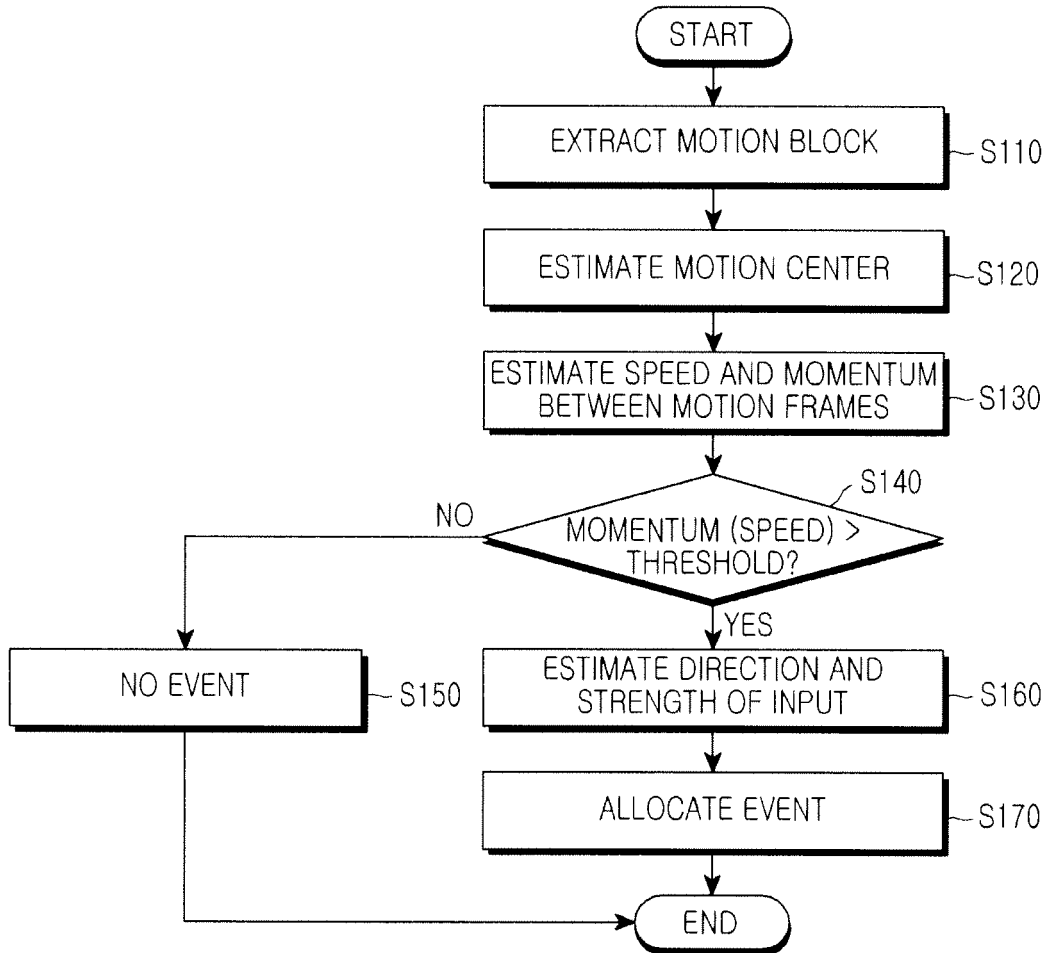 START
EXTRACT MOTION BLOCK
S110
ESTIMATE MOTION CENTER
S120
ESTIMATE SPEED AND MOMENTUM
BETWEEN MOTION FRAMES
S130
S140
MOMENTUM (SPEED) >
THRESHOLD?
NO
YES
NO EVENT
S150
ESTIMATE DIRECTION AND
STRENGTH OF INPUT
S160
ALLOCATE EVENT
S170
END